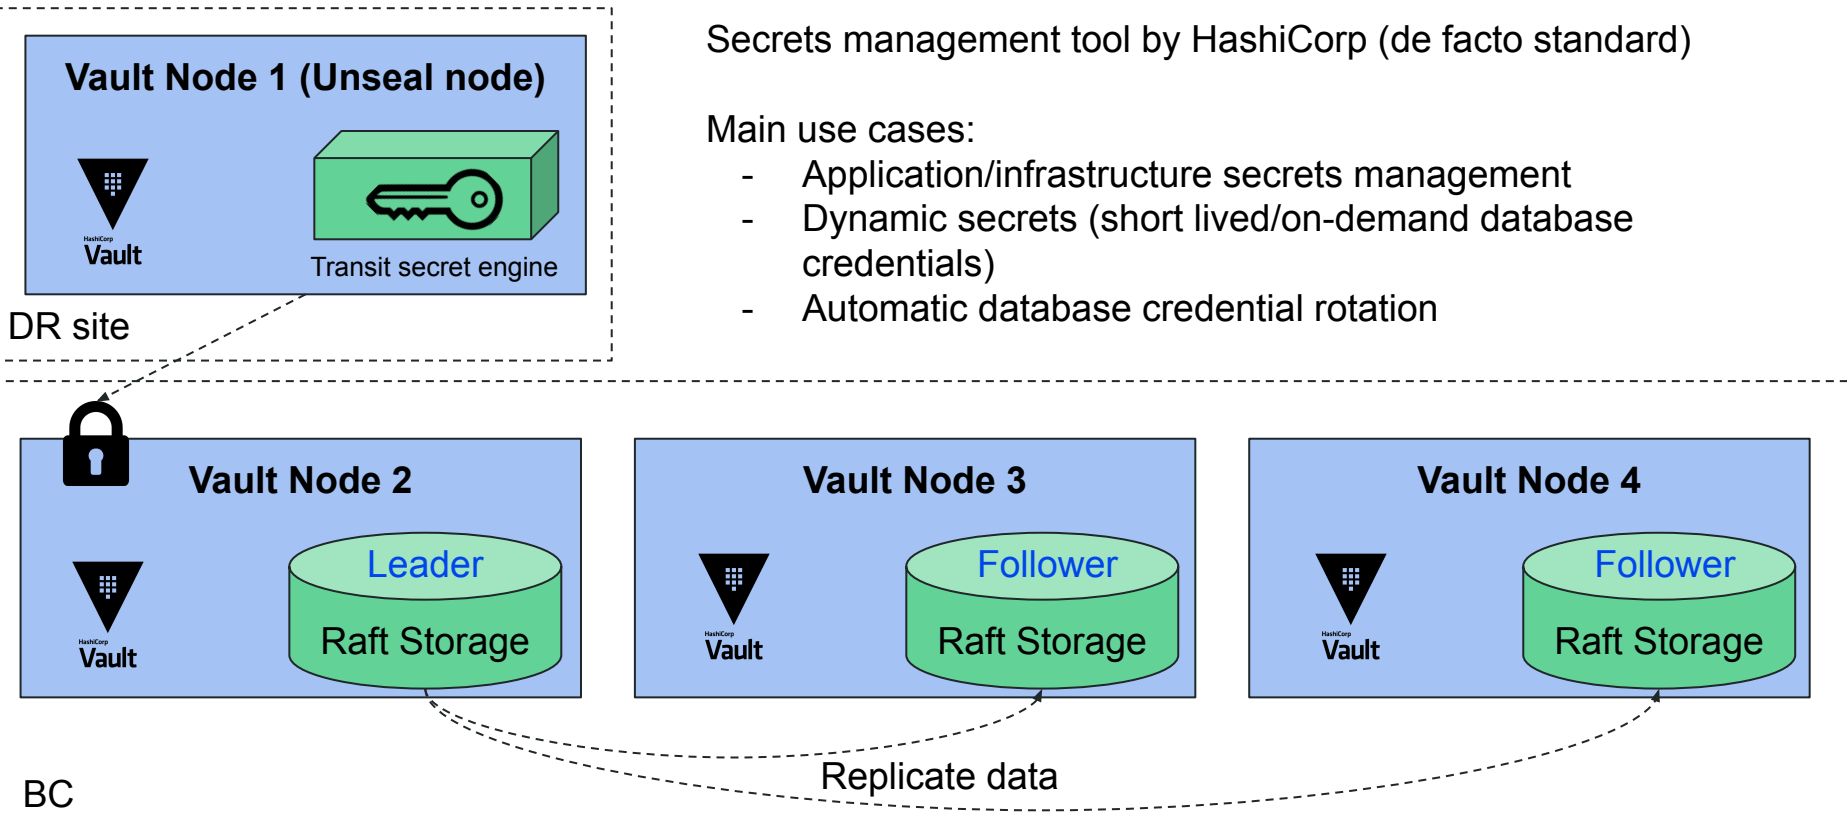 Vault Node 1 (Unseal node)
HashiCorp
Vault
Transit secret engine
DR site
Secrets management tool by HashiCorp (de facto standard)
Main use cases:
- Application/infrastructure secrets management
- Dynamic secrets (short lived/on-demand database
credentials)
- Automatic database credential rotation
Vault Node 2
HashiCorp
Vault
Leader
Raft Storage
Vault Node 3
HashiCorp
Vault
Follower
Raft Storage
Vault Node 4
HashiCorp
Vault
Follower
Raft Storage
Replicate data
BC